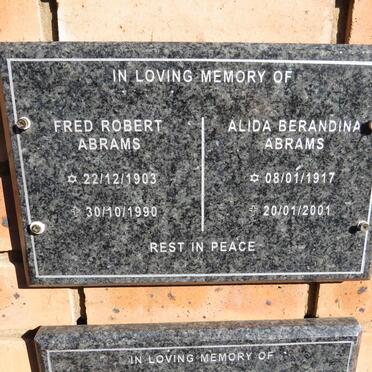 IN LOVING MEMORY OF
FRED ROBERT
ABRAMS
✡ 22/12/1903
✝ 30/10/1990
ALIDA BERANDINA
ABRAMS
✡ 08/01/1917
✝ 20/01/2001
REST IN PEACE
IN LOVING MEMORY OF